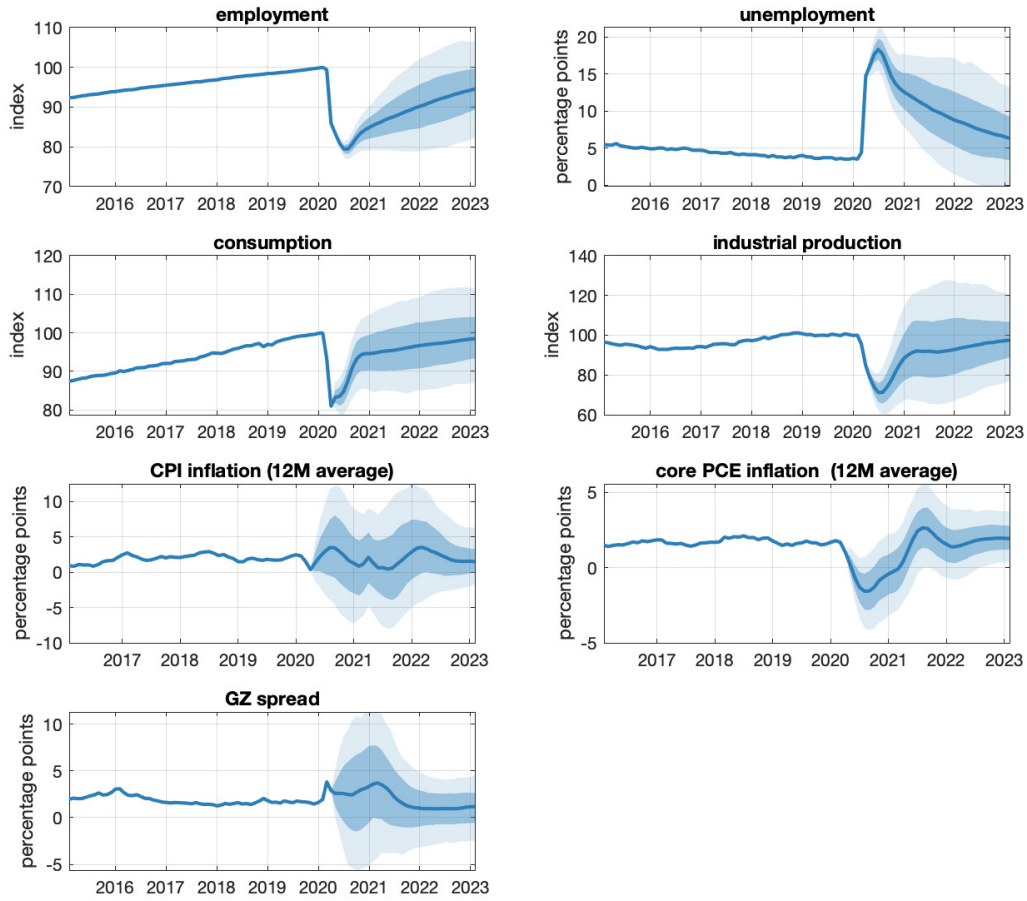 employment
index
110
100
90
80
70
2016 2017 2018 2019 2020 2021 2022 2023
unemployment
percentage points
20
15
10
5
0
2016 2017 2018 2019 2020 2021 2022 2023
consumption
index
120
110
100
90
80
2016 2017 2018 2019 2020 2021 2022 2023
industrial production
index
140
120
100
80
60
2016 2017 2018 2019 2020 2021 2022 2023
CPI inflation (12M average)
percentage points
10
5
0
-5
-10
2017 2018 2019 2020 2021 2022 2023
core PCE inflation (12M average)
percentage points
5
0
-5
2017 2018 2019 2020 2021 2022 2023
GZ spread
percentage points
10
5
0
-5
2016 2017 2018 2019 2020 2021 2022 2023